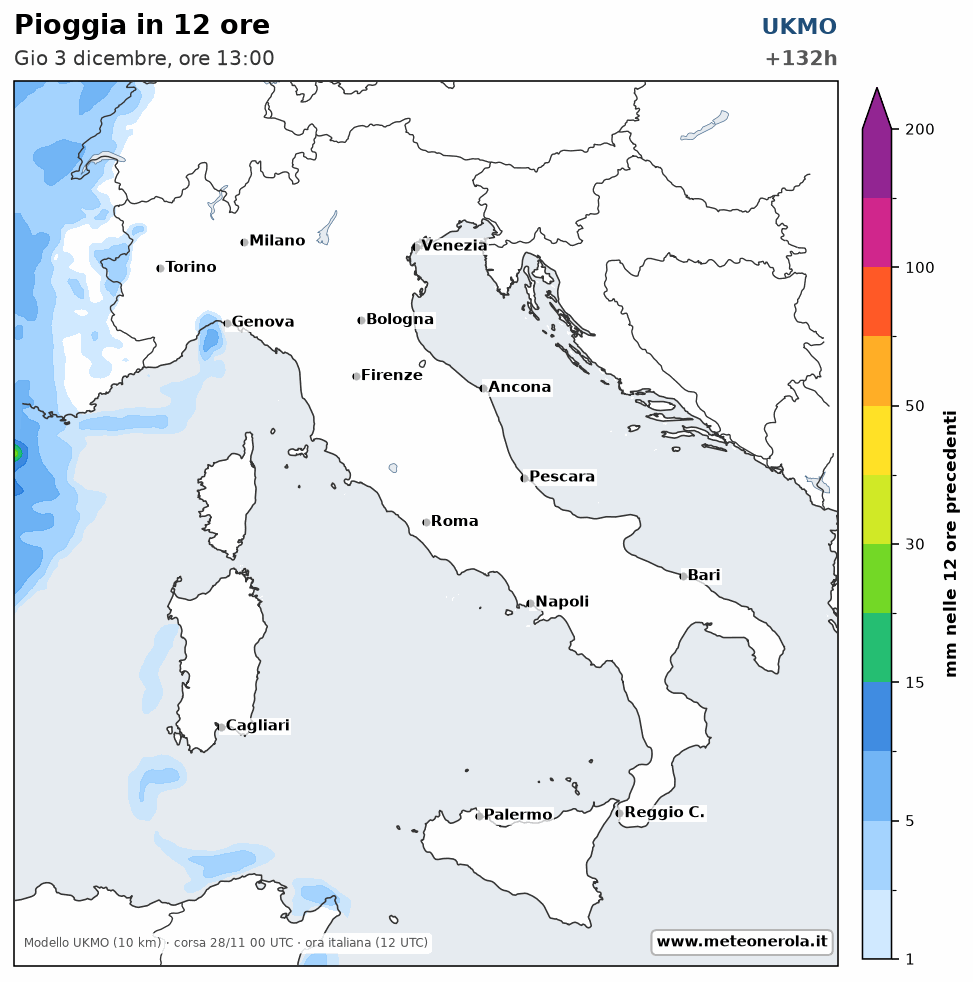 Pioggia in 12 ore
UKMO
Gio 3 dicembre, ore 13:00
+132h
200
100
50
30
15
5
1
mm nelle 12 ore precedenti
Milano
Venezia
Torino
Genova
Bologna
Firenze
Ancona
Pescara
Roma
Bari
Napoli
Cagliari
Palermo
Reggio C.
Modello UKMO (10 km) · corsa 28/11 00 UTC · ora italiana (12 UTC)
www.meteonerola.it